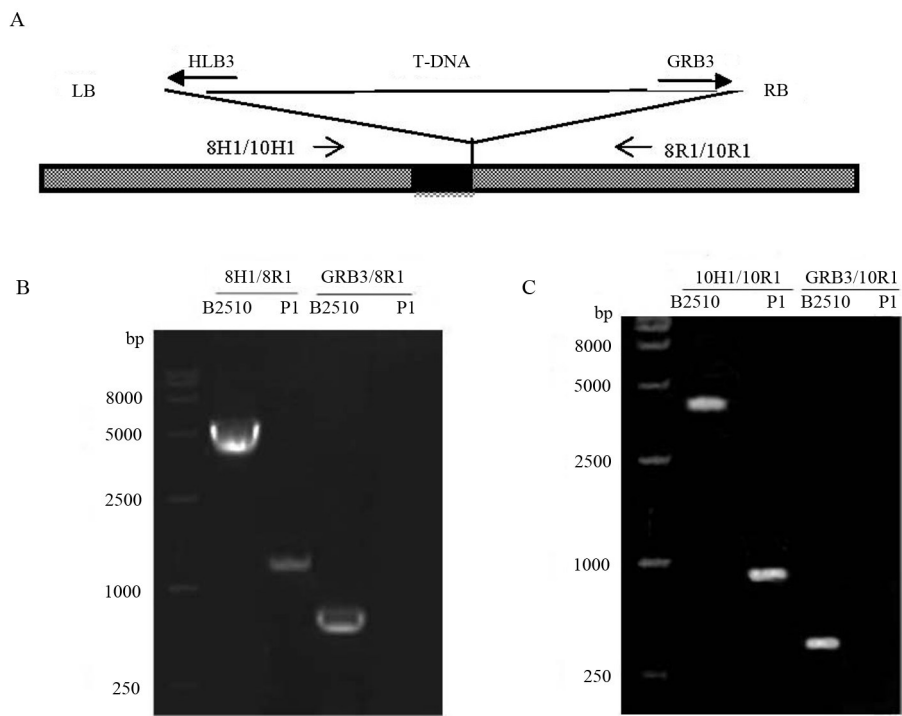 A
HLB3 T-DNA GRB3
LB RB
8H1/10H1 8R1/10R1
B
8H1/8R1 GRB3/8R1
B2510 P1 B2510 P1
bp
8000
5000
2500
1000
250
C
10H1/10R1 GRB3/10R1
B2510 P1 B2510 P1
bp
8000
5000
2500
1000
250